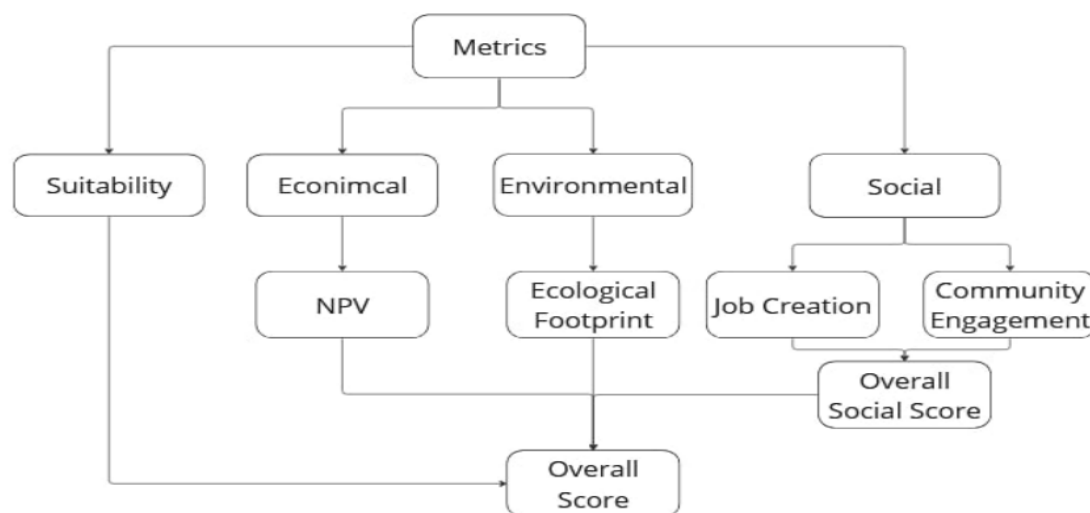 Metrics
Suitability
Econimcal
Environmental
Social
NPV
Ecological
Footprint
Job Creation
Community
Engagement
Overall
Social Score
Overall
Score